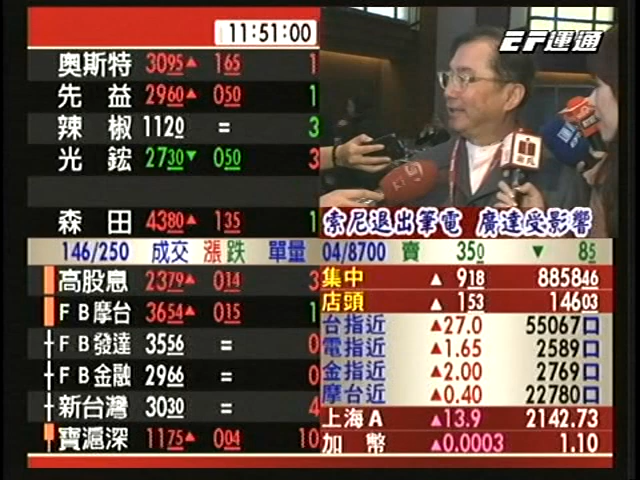 11:51:00
EF運通
奧斯特 3095▲ 165 1
先益 2960▲ 050 1
辣椒 1120 = 3
光鋐 2730▼ 050 3
森田 4380▲ 135 1
索尼退出筆電 廣達受影響
146/250 成交 漲跌 單量 04/8700 賣 350 ▼ 85
高股息 2379▲ 014 3
FB摩台 3654▲ 015 1
FB發達 3556 = 0
FB金融 2966 = 0
新台灣 3030 = 4
寶滬深 1175▲ 004 10
集中 ▲ 918 885846
店頭 ▲ 153 14603
台指近 ▲27.0 55067口
電指近 ▲1.65 2589口
金指近 ▲2.00 2769口
摩台近 ▲0.40 22780口
上海A ▲13.9 2142.73
加幣 ▲0.0003 1.10